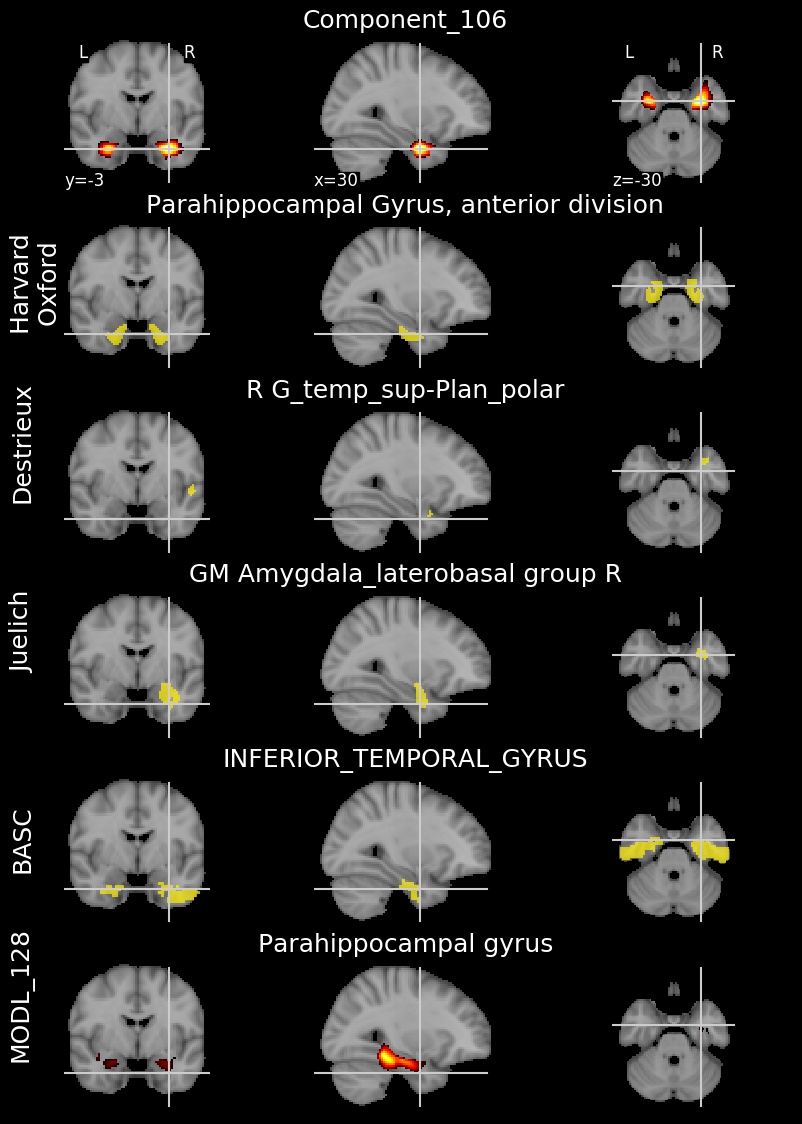 Component_106
L R L R
y=-3 x=30 z=-30
Parahippocampal Gyrus, anterior division
Harvard
Oxford
R G_temp_sup-Plan_polar
Destrieux
GM Amygdala_laterobasal group R
Juelich
INFERIOR_TEMPORAL_GYRUS
BASC
Parahippocampal gyrus
MODL_128